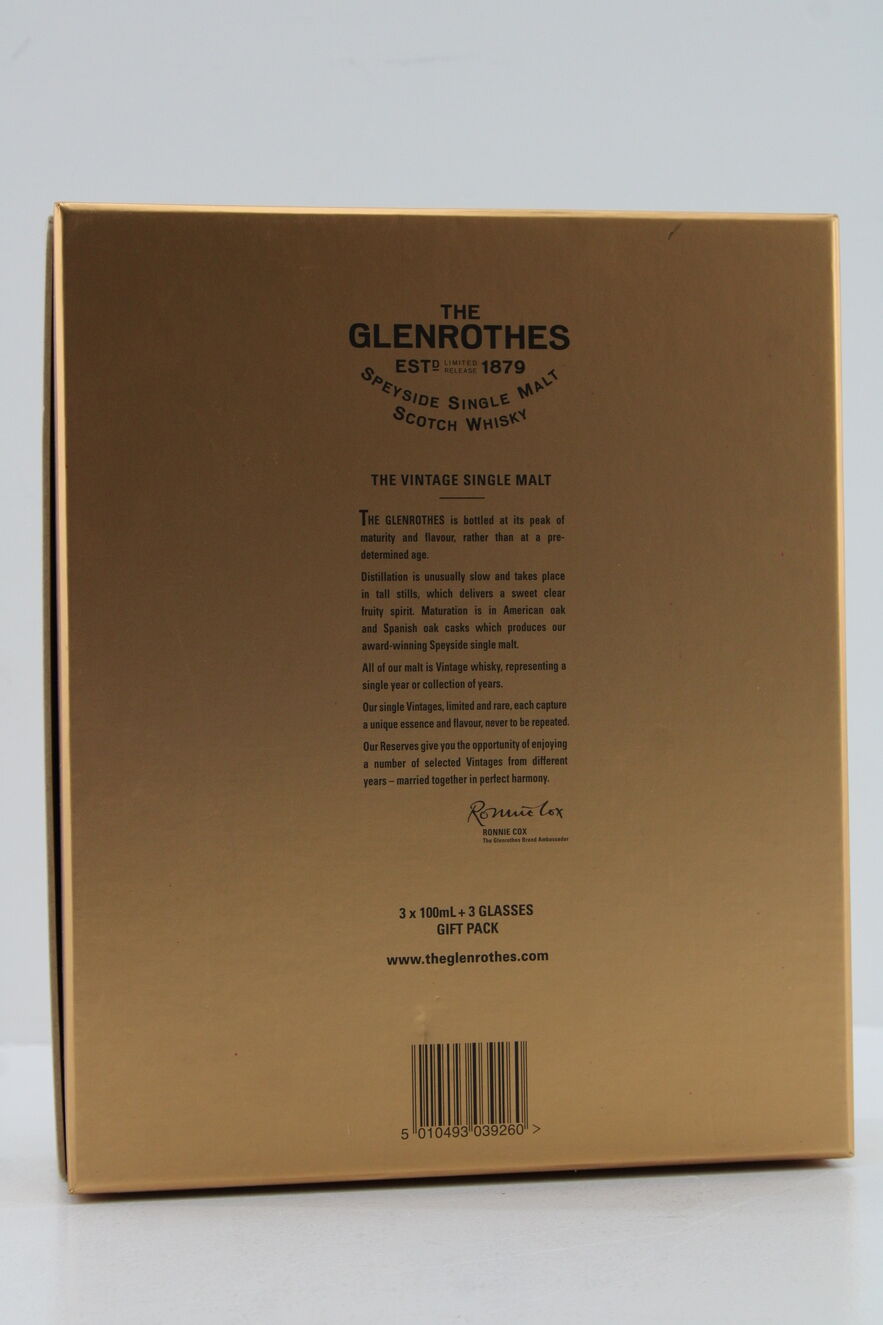 THE
GLENROTHES
ESTD LIMITED RELEASE 1879
SPEYSIDE SINGLE MALT
SCOTCH WHISKY
THE VINTAGE SINGLE MALT
THE GLENROTHES is bottled at its peak of
maturity and flavour, rather than at a pre-
determined age.
Distillation is unusually slow and takes place
in tall stills, which delivers a sweet clear
fruity spirit. Maturation is in American oak
and Spanish oak casks which produces our
award-winning Speyside single malt.
All of our malt is Vintage whisky, representing a
single year or collection of years.
Our single Vintages, limited and rare, each capture
a unique essence and flavour, never to be repeated.
Our Reserves give you the opportunity of enjoying
a number of selected Vintages from different
years – married together in perfect harmony.
Ronnie Cox
RONNIE COX
The Glenrothes Brand Ambassador
3 x 100mL + 3 GLASSES
GIFT PACK
www.theglenrothes.com
5 010493 039260 >